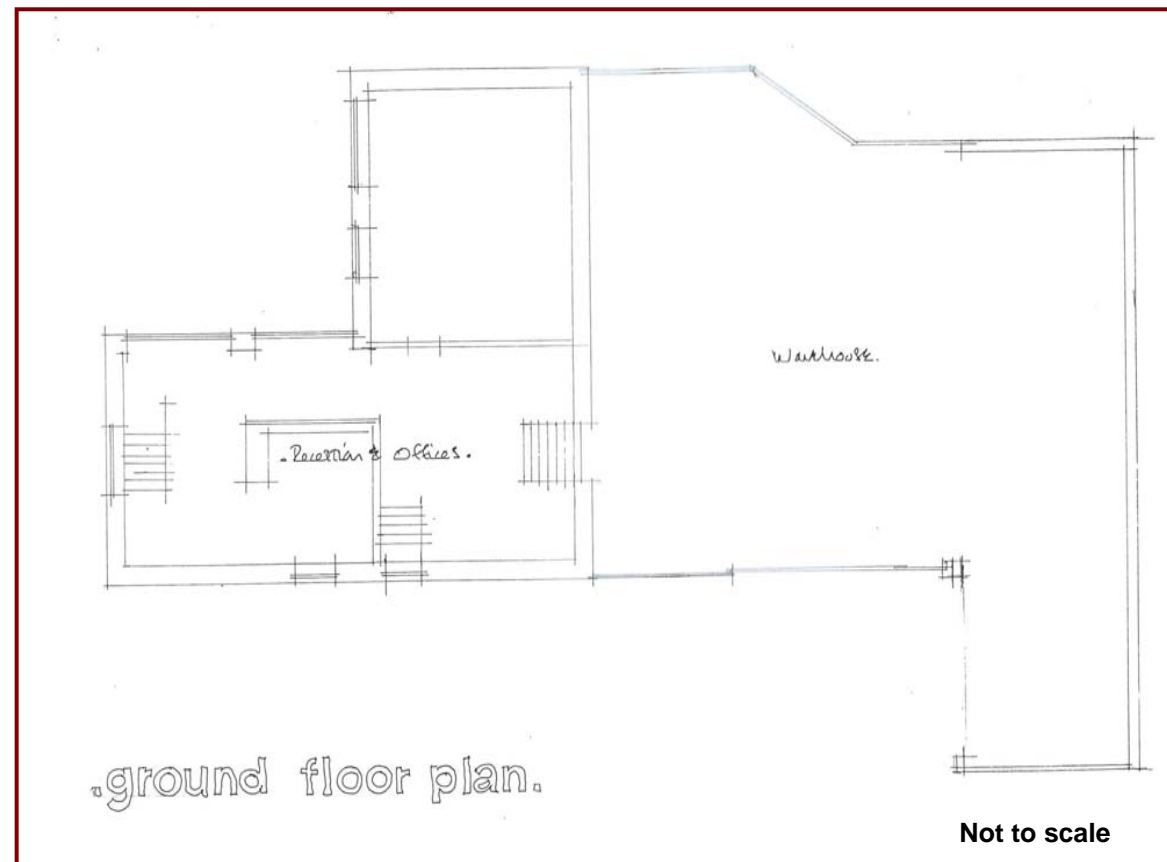 Warehouse.
. Reception & Offices .
.ground floor plan.
Not to scale